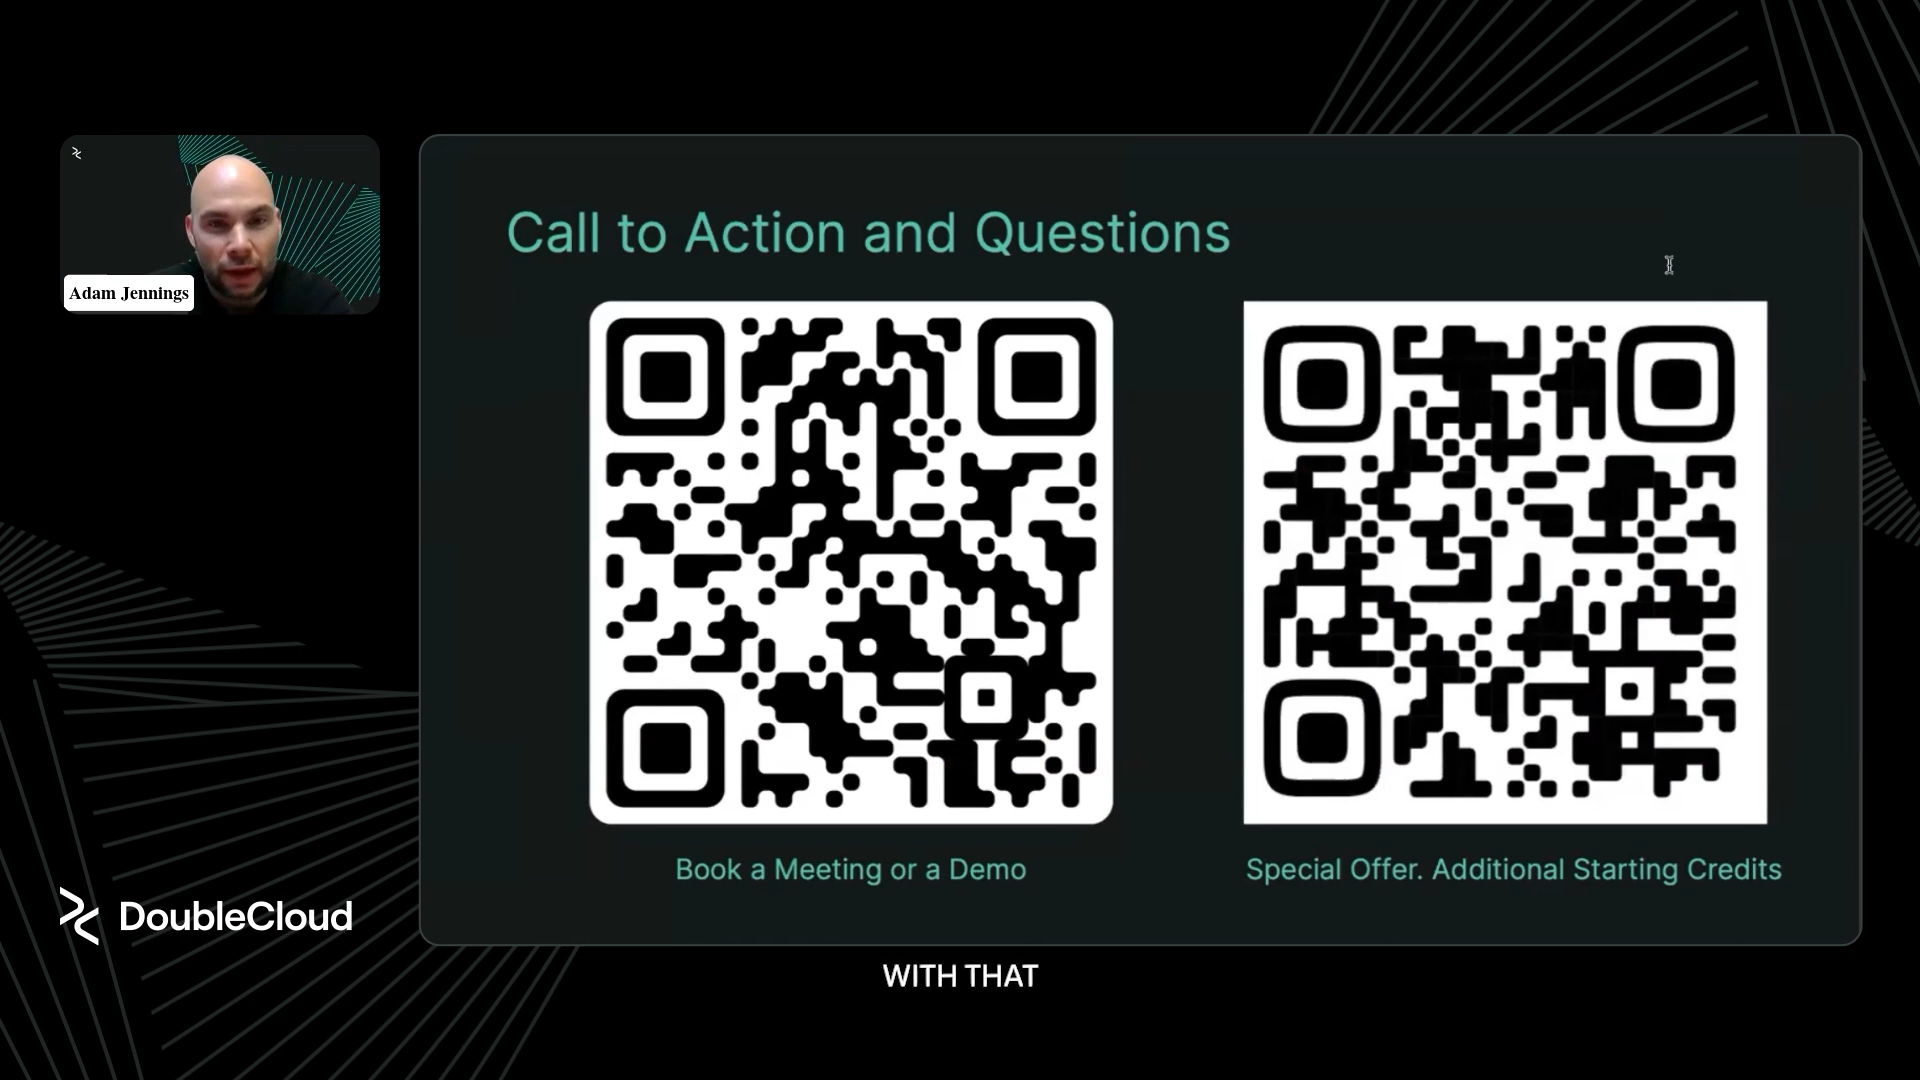 Adam Jennings
Call to Action and Questions
Book a Meeting or a Demo
Special Offer. Additional Starting Credits
DoubleCloud
WITH THAT